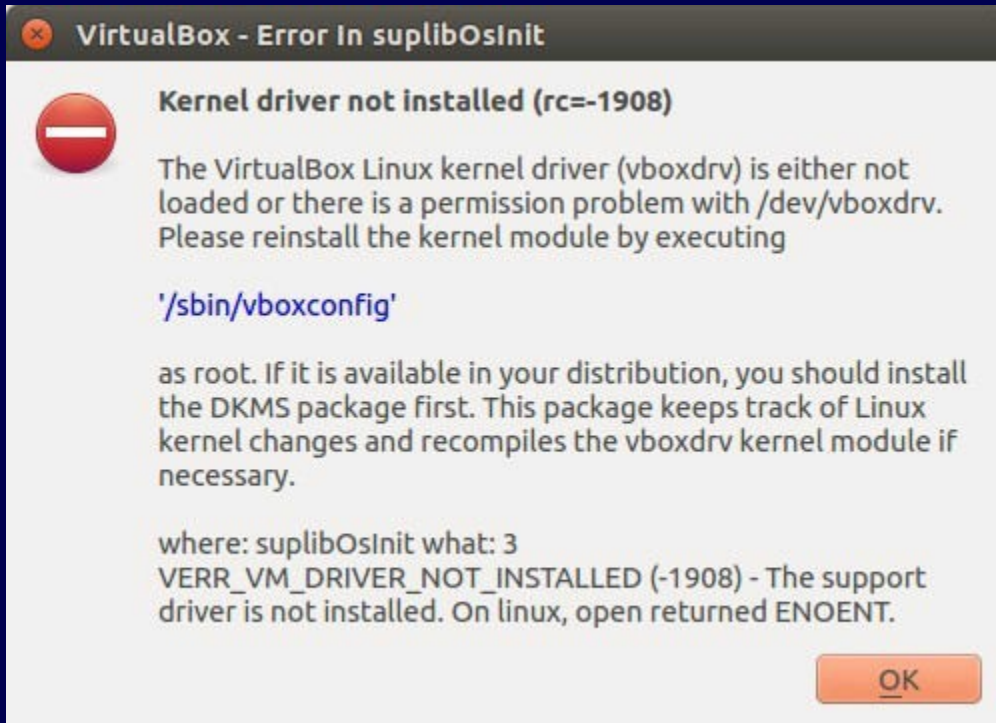 VirtualBox - Error In suplibOsInit
Kernel driver not installed (rc=-1908)
The VirtualBox Linux kernel driver (vboxdrv) is either not
loaded or there is a permission problem with /dev/vboxdrv.
Please reinstall the kernel module by executing
'/sbin/vboxconfig'
as root. If it is available in your distribution, you should install
the DKMS package first. This package keeps track of Linux
kernel changes and recompiles the vboxdrv kernel module if
necessary.
where: suplibOsInit what: 3
VERR_VM_DRIVER_NOT_INSTALLED (-1908) - The support
driver is not installed. On linux, open returned ENOENT.
OK